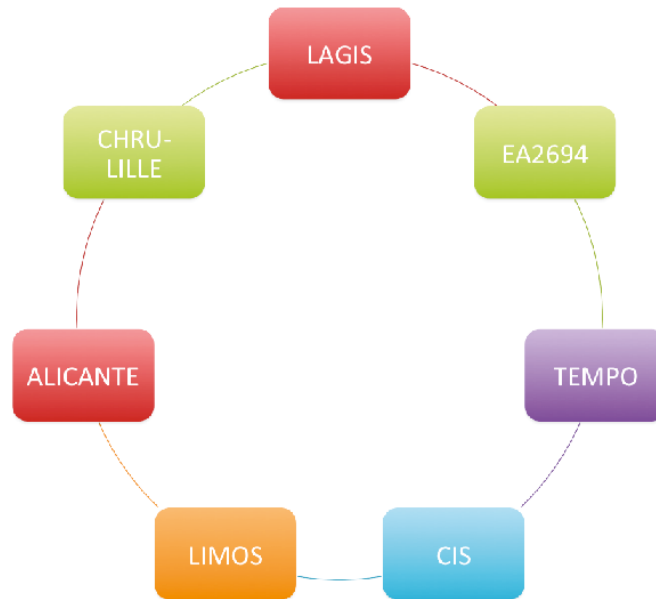 LAGIS
CHRU-
LILLE
EA2694
ALICANTE
TEMPO
LIMOS
CIS